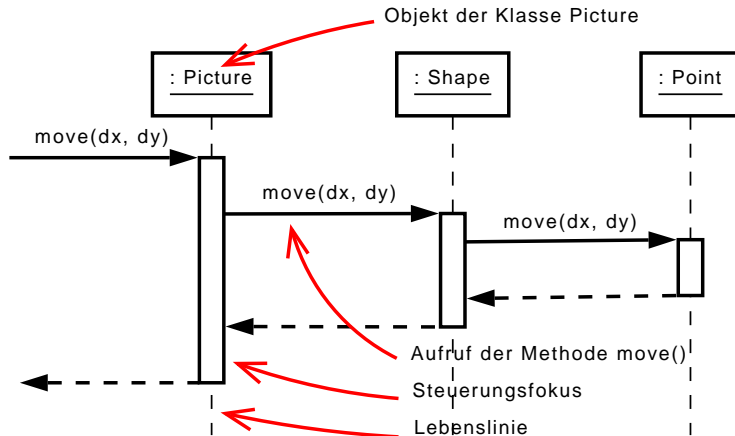 Objekt der Klasse Picture
: Picture
: Shape
: Point
move(dx, dy)
move(dx, dy)
move(dx, dy)
Aufruf der Methode move()
Steuerungsfokus
Lebenslinie